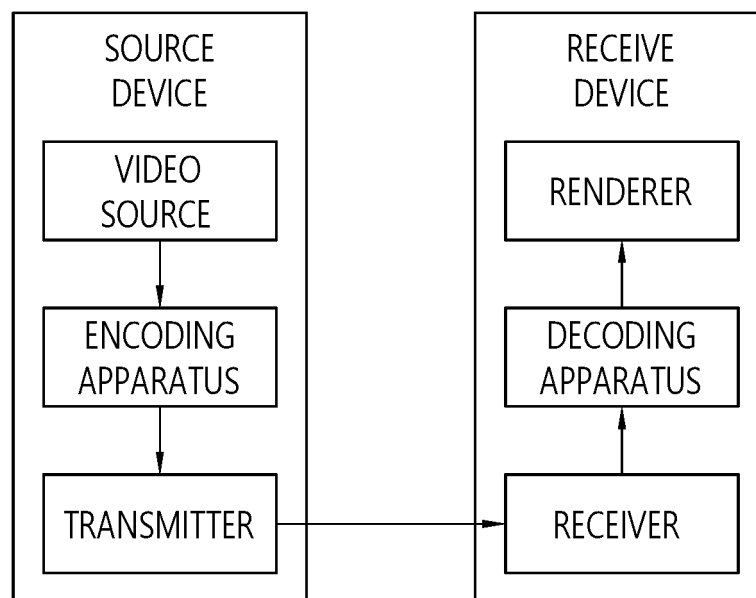 SOURCE
DEVICE
VIDEO
SOURCE
ENCODING
APPARATUS
TRANSMITTER
RECEIVE
DEVICE
RENDERER
DECODING
APPARATUS
RECEIVER